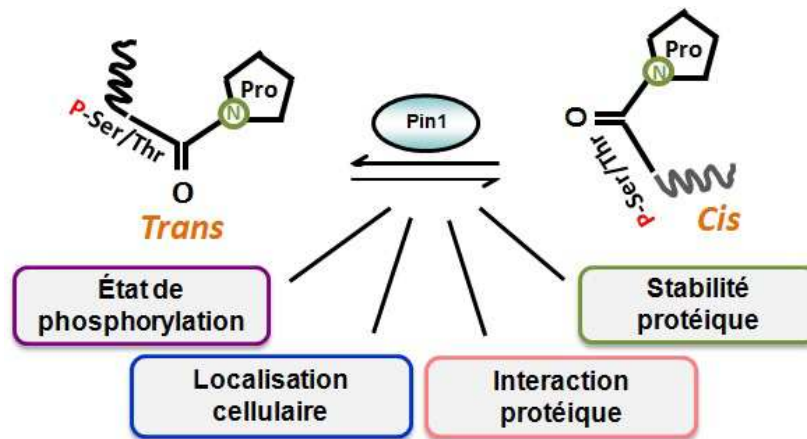 Pro
N
P-Ser/Thr
O
Trans
Pin1
Pro
N
O
P-Ser/Thr
Cis
État de
phosphorylation
Stabilité
protéique
Localisation
cellulaire
Interaction
protéique